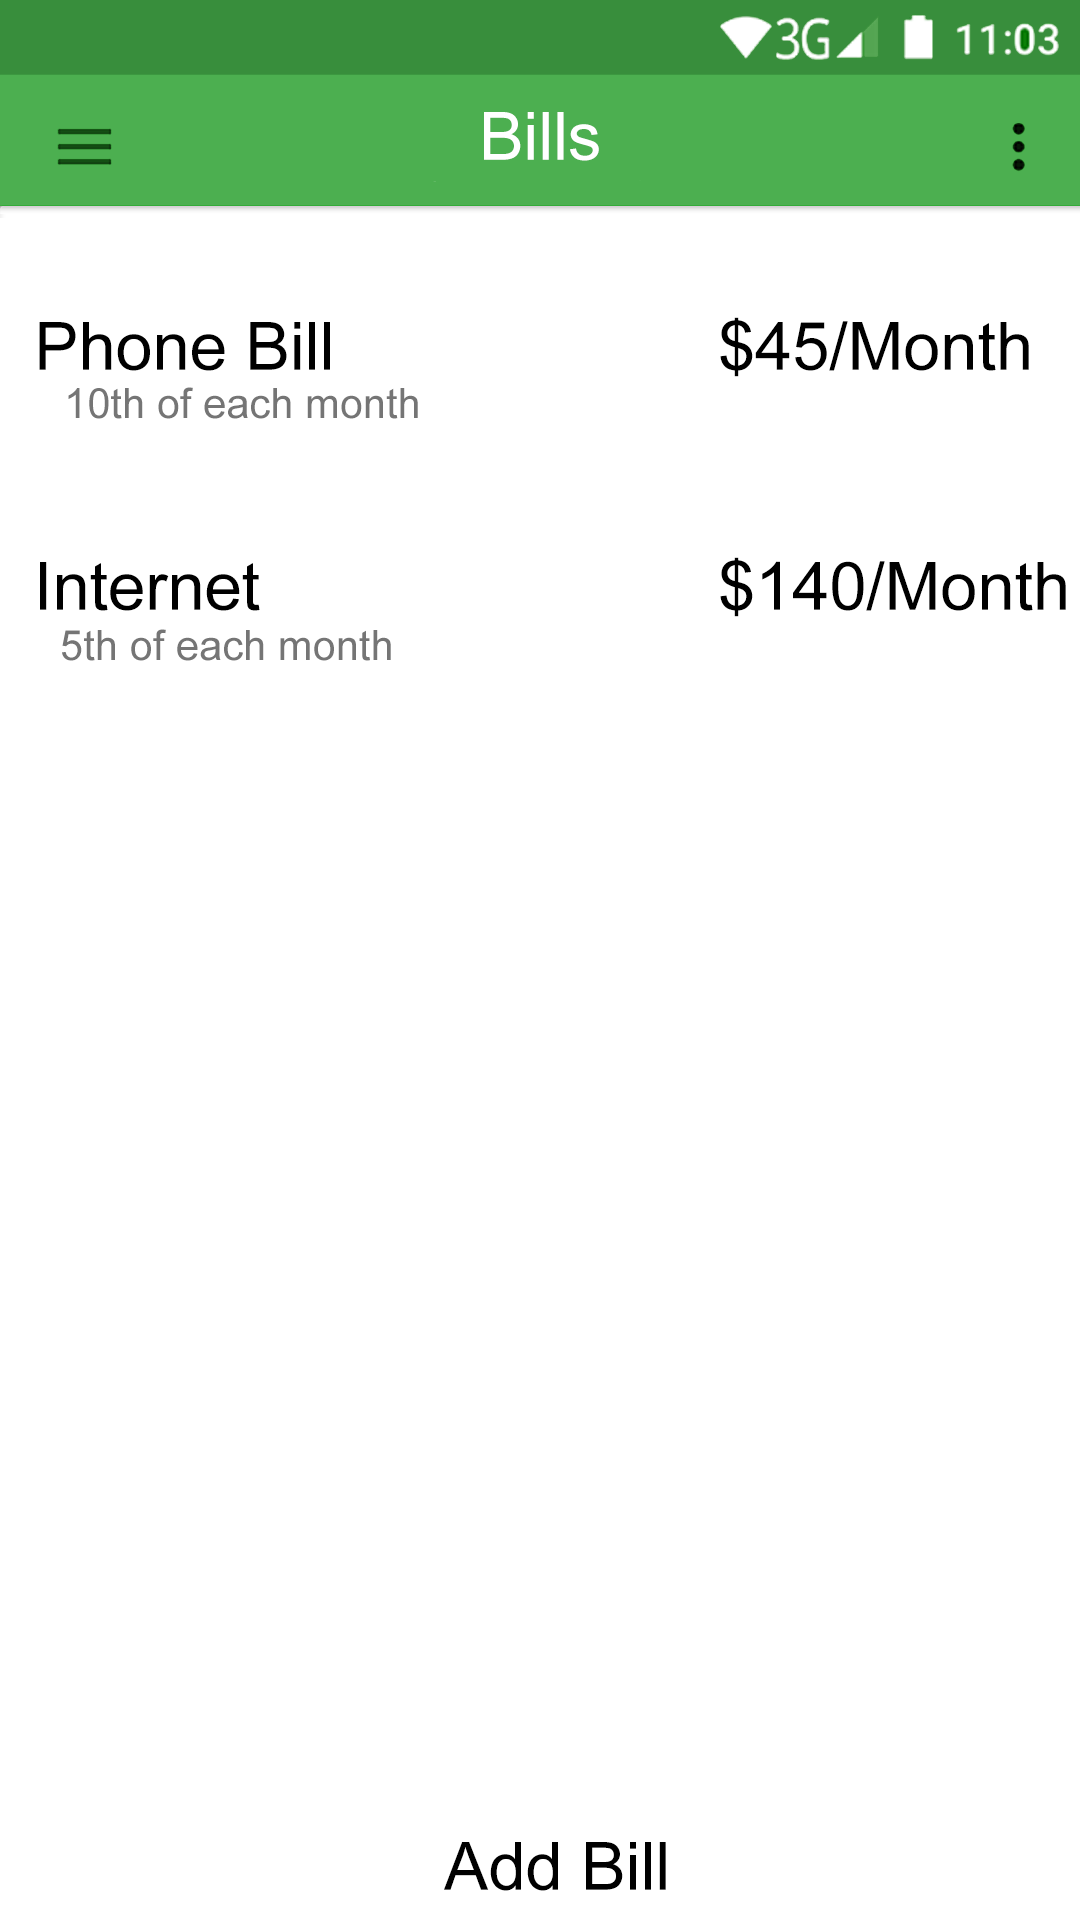 3G 11:03
Bills
Phone Bill $45/Month
10th of each month
Internet $140/Month
5th of each month
Add Bill